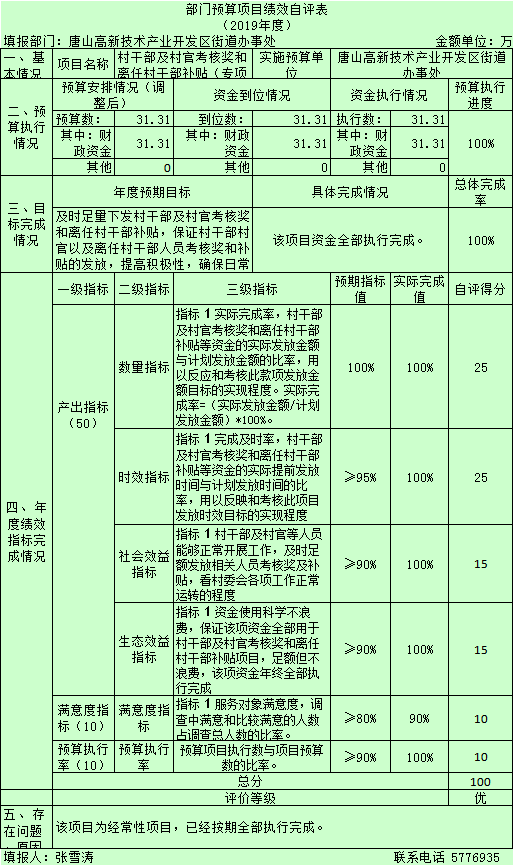 部门预算项目绩效自评表
（2019年度）
填报部门：唐山高新技术产业开发区街道办事处 金额单位：万
一、基本情况
项目名称
村干部及村官考核奖和
离任村干部补贴（专项
实施预算单位
唐山高新技术产业开发区街道
办事处
二、预算执行情况
预算安排情况（调整后）
资金到位情况
资金执行情况
预算执行进度
预算数： 31.31 到位数： 31.31 执行数： 31.31
其中：财政资金 31.31 其中：财政资金 31.31 其中：财政资金 31.31
100%
其他 0 其他 0 其他 0
三、目标完成情况
年度预期目标
具体完成情况
总体完成率
及时足量下发村干部及村官考核奖
和离任村干部补贴，保证村干部村
官以及离任村干部人员考核奖和补
贴的发放，提高积极性，确保日常
该项目资金全部执行完成。
100%
四、年度绩效指标完成情况
一级指标 二级指标 三级指标 预期指标值 实际完成值 自评得分
产出指标（50）
数量指标
指标1实际完成率，村干部
及村官考核奖和离任村干部
补贴等资金的实际发放金额
与计划发放金额的比率，用
以反应和考核此款项发放金
额目标的实现程度。实际完
成率=（实际发放金额/计划
发放金额）*100%。
100% 100% 25
时效指标
指标1完成及时率，村干部
及村官考核奖和离任村干部
补贴等资金的实际提前发放
时间与计划发放时间的比
率，用以反映和考核此项目
发放时效目标的实现程度
≥95% 100% 25
社会效益指标
指标1村干部及村官等人员
能够正常开展工作，及时足
额发放相关人员考核奖及补
贴，看村委会各项工作正常
运转的程度
≥90% 100% 15
生态效益指标
指标1资金使用科学不浪
费，保证该项资金全部用于
村干部及村官考核奖和离任
村干部补贴项目，足额但不
浪费，该项资金年终全部执
行完成
≥90% 100% 15
满意度指标（10）
满意度指标
指标1服务对象满意度，调
查中满意和比较满意的人数
占调查总人数的比率。
≥80% 90% 10
预算执行率（10）
预算执行率
预算项目执行数与项目预算
数的比率。
≥90% 100% 10
总分 100
评价等级 优
五、存在问题、原因
该项目为经常性项目，已经按期全部执行完成。
填报人：张雪涛 联系电话 5776935